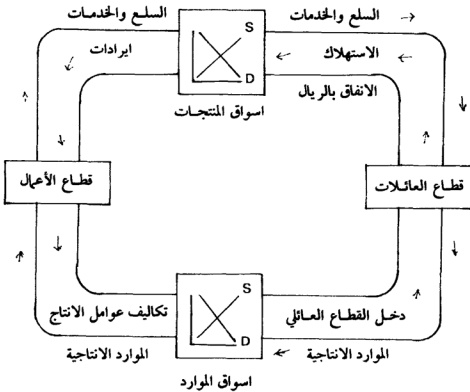 السلع والخدمات
السلع والخدمات
ايرادات
S
D
الاستهلاك
الانفاق بالريال
اسواق المنتجات
قطاع العائلات
قطاع الأعمال
S
D
دخل القطاع العائلي
تكاليف عوامل الانتاج
الموارد الانتاجية
الموارد الانتاجية
اسواق الموارد